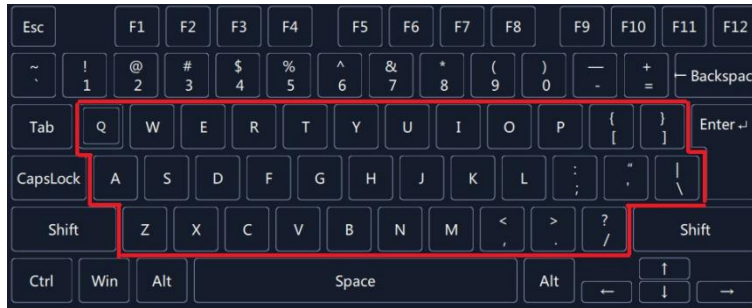 Esc F1 F2 F3 F4 F5 F6 F7 F8 F9 F10 F11 F12
~ ! @ # $ % ^ & * ( ) — +
` 1 2 3 4 5 6 7 8 9 0 - = ← Backspac
Tab Q W E R T Y U I O P { } Enter ↵
[ ]
CapsLock A S D F G H J K L : " |
; ' \
Shift Z X C V B N M < > ? Shift
, . /
Ctrl Win Alt Space Alt ← ↑ ↓ →